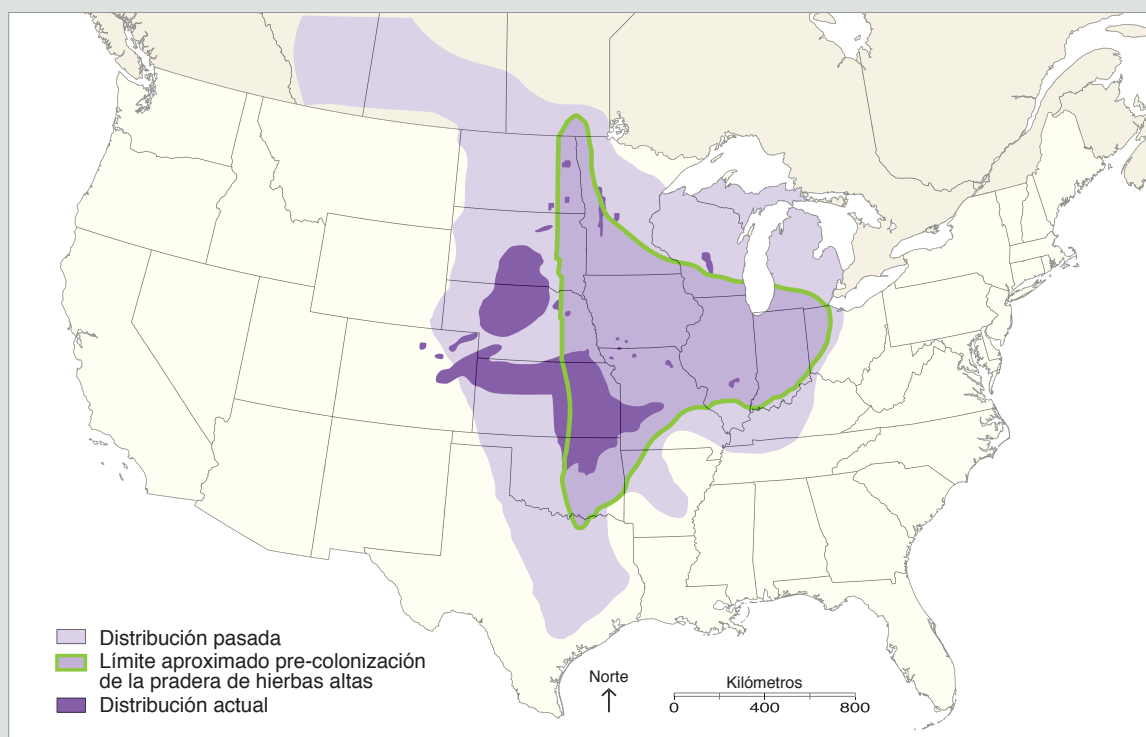 Distribución pasada
Límite aproximado pre-colonización
de la pradera de hierbas altas
Distribución actual
Norte
Kilómetros
0 400 800